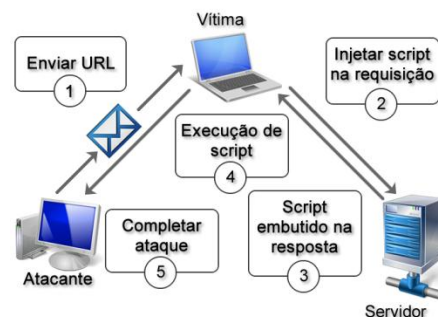 Vítima
Enviar URL
1
Injetar script
na requisição
2
Execução de
script
4
Completar
ataque
5
Script
embutido na
resposta
3
Atacante
Servidor